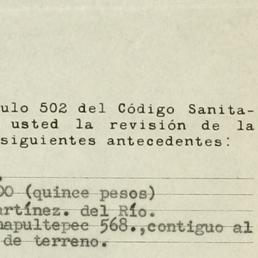 ulo 502 del Código Sanita-
usted la revisión de la
siguientes antecedentes:
00 (quince pesos)
artínez. del Río.
hapultepec 568.,contiguo al
de terreno.